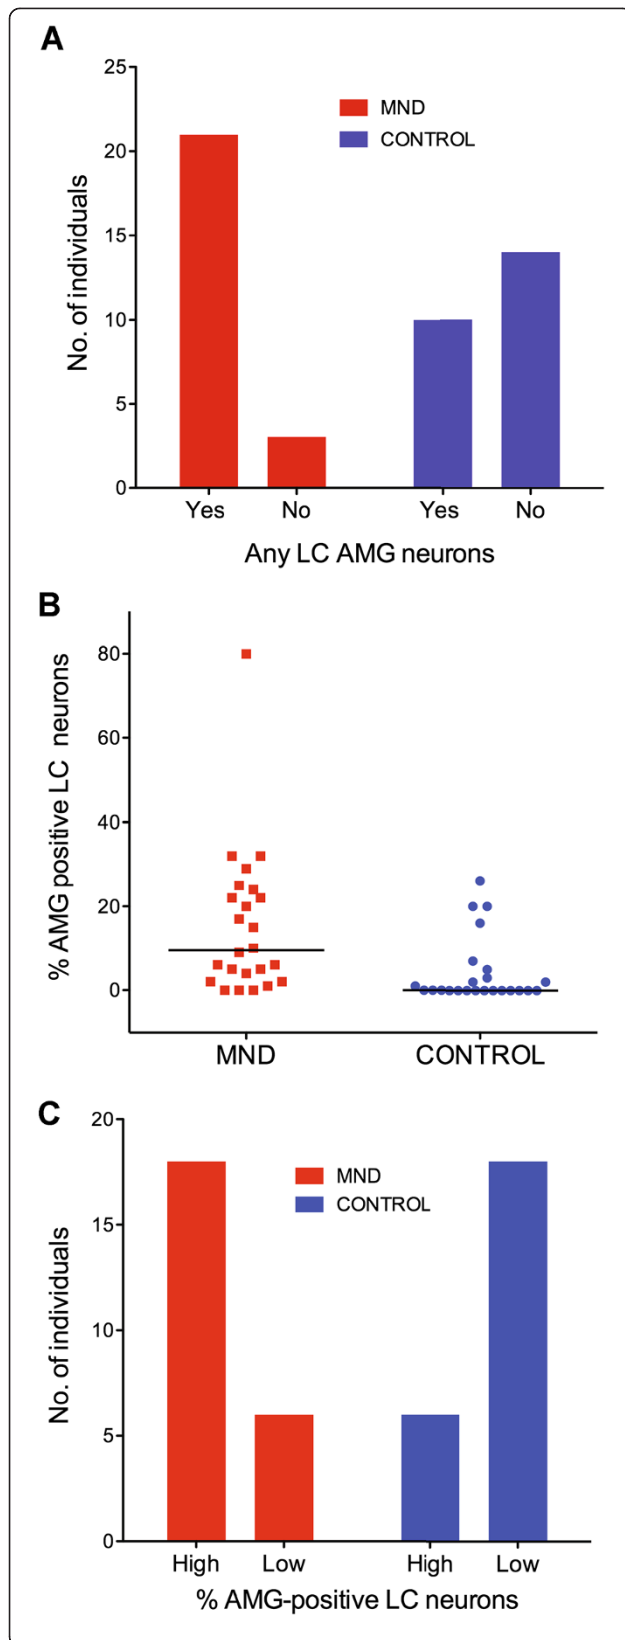 A
25
20
15
10
5
0
No. of individuals
MND
CONTROL
Yes No Yes No
Any LC AMG neurons
B
80
60
40
20
0
% AMG positive LC neurons
MND CONTROL
C
20
15
10
5
0
No. of individuals
MND
CONTROL
High Low High Low
% AMG-positive LC neurons